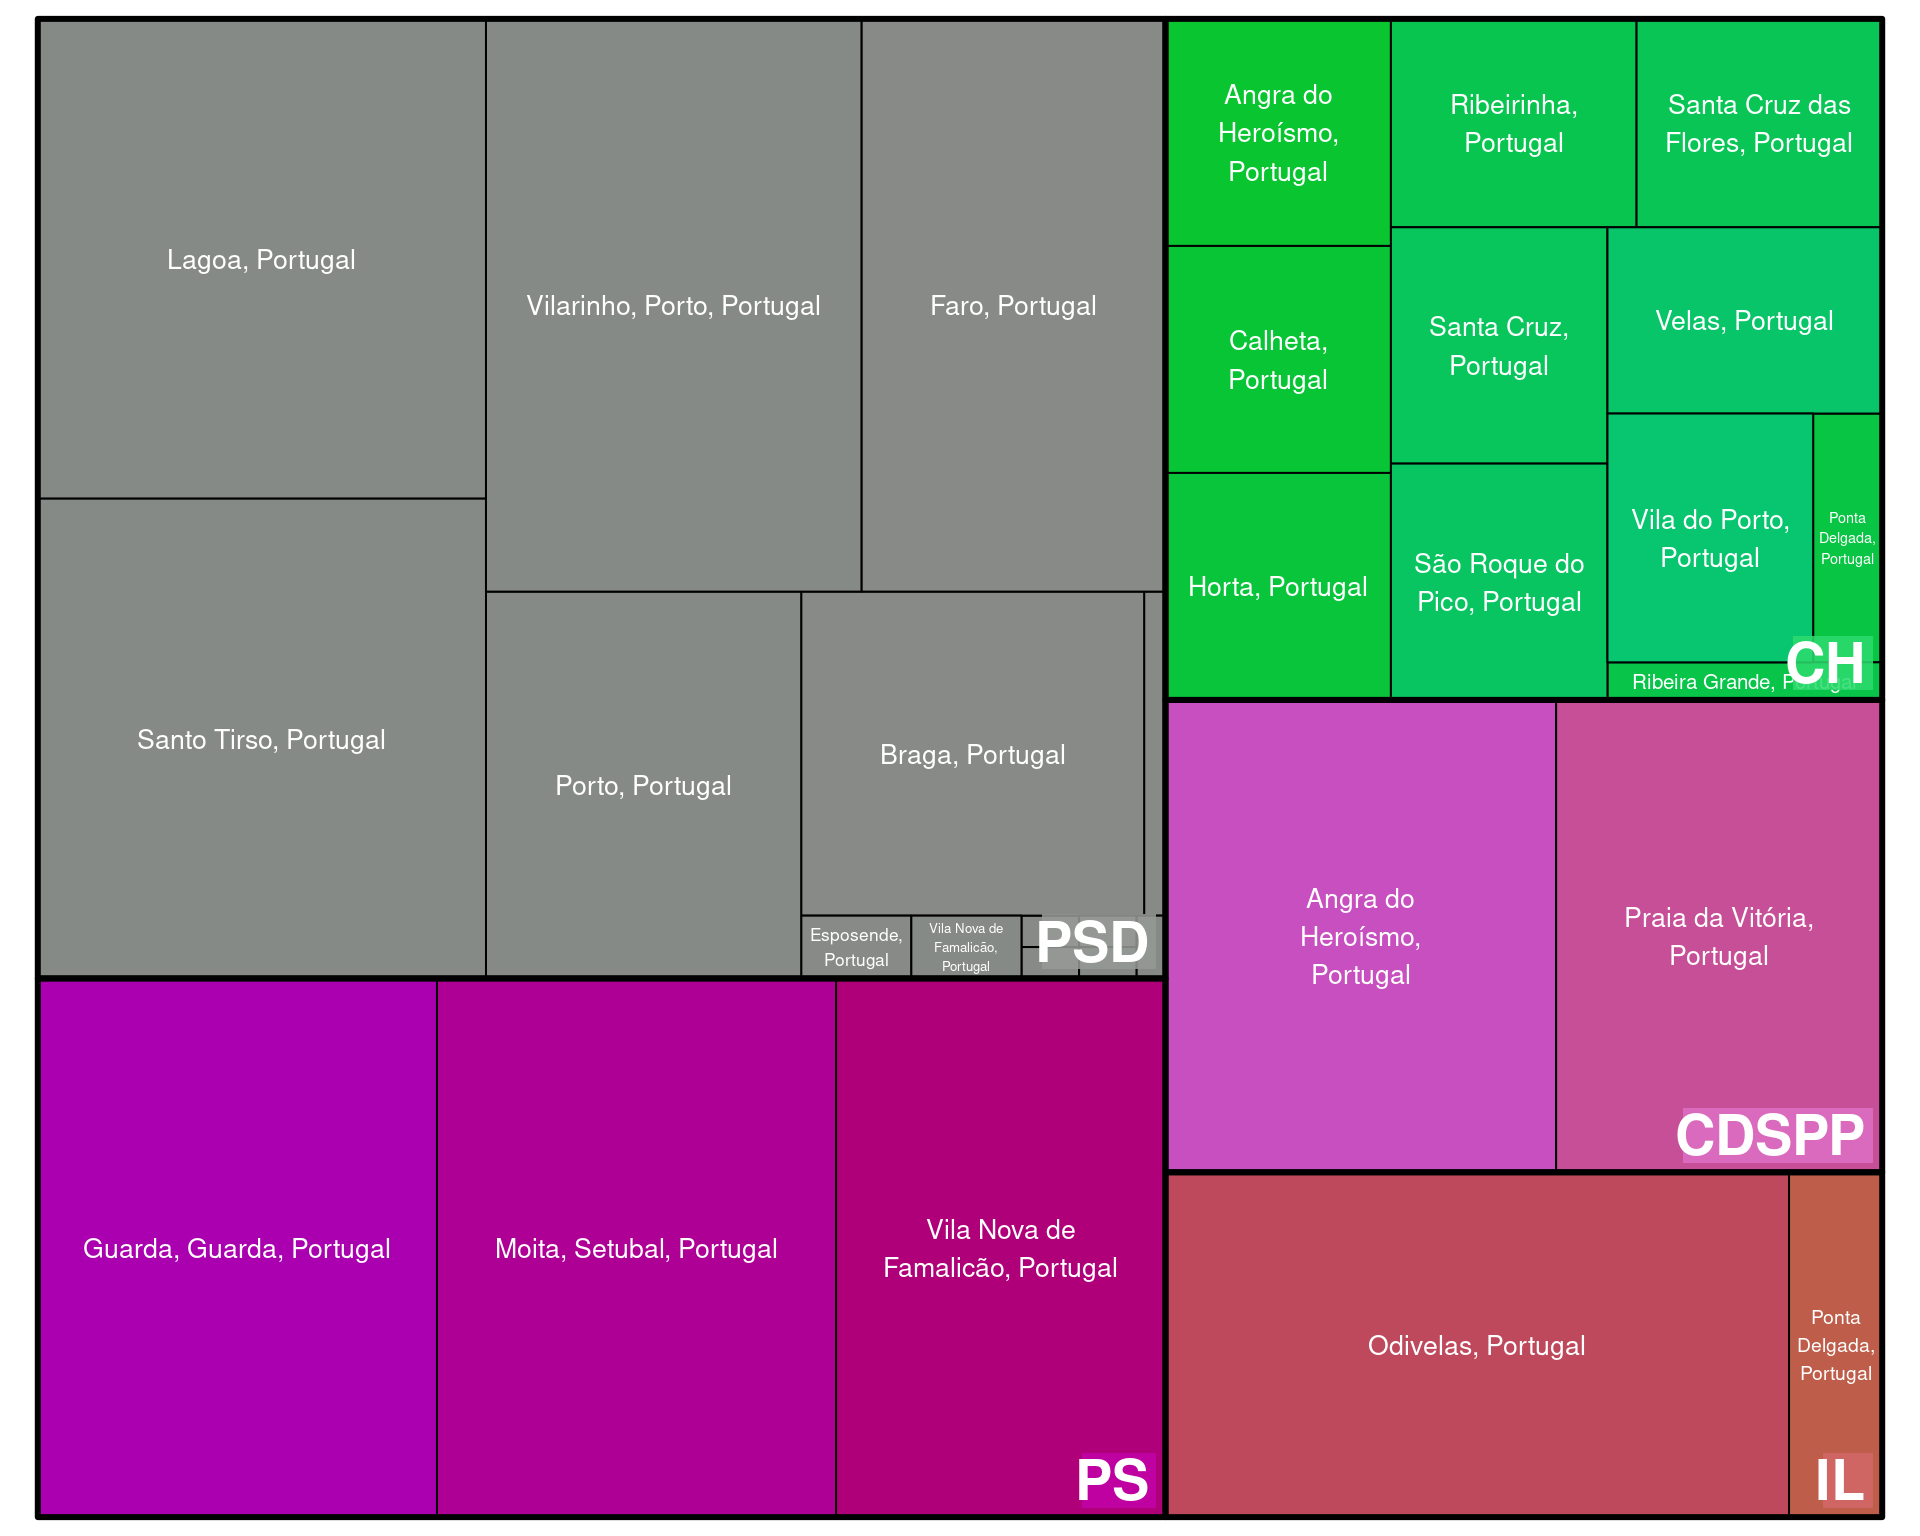 Lagoa, Portugal
Vilarinho, Porto, Portugal
Faro, Portugal
Santo Tirso, Portugal
Porto, Portugal
Braga, Portugal
Esposende,
Portugal
Vila Nova de
Famalicão,
Portugal
PSD
Guarda, Guarda, Portugal
Moita, Setubal, Portugal
Vila Nova de
Famalicão, Portugal
PS
Angra do
Heroísmo,
Portugal
Ribeirinha,
Portugal
Santa Cruz das
Flores, Portugal
Calheta,
Portugal
Santa Cruz,
Portugal
Velas, Portugal
Horta, Portugal
São Roque do
Pico, Portugal
Vila do Porto,
Portugal
Ponta
Delgada,
Portugal
Ribeira Grande, Portugal
CH
Angra do
Heroísmo,
Portugal
Praia da Vitória,
Portugal
CDSPP
Odivelas, Portugal
Ponta
Delgada,
Portugal
IL